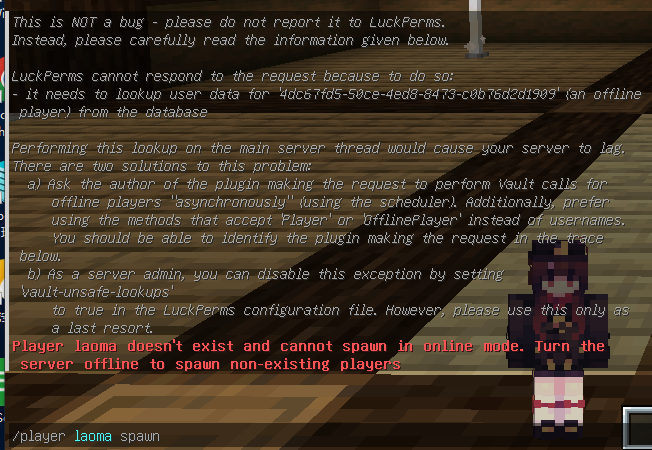 This is NOT a bug - please do not report it to LuckPerms.
Instead, please carefully read the information given below.
LuckPerms cannot respond to the request because to do so:
- it needs to lookup user data for '4dc67fd5-50ce-4ed8-8473-c0b76d2d1909' (an offline
player) from the database
Performing this lookup on the main server thread would cause your server to lag.
There are two solutions to this problem:
a) Ask the author of the plugin making the request to perform Vault calls for
offline players "asynchronously" (using the scheduler). Additionally, prefer
using the methods that accept 'Player' or 'OfflinePlayer' instead of usernames.
You should be able to identify the plugin making the request in the trace
below.
b) As a server admin, you can disable this exception by setting
'vault-unsafe-lookups'
to true in the LuckPerms configuration file. However, please use this only as
a last resort.
Player laoma doesn't exist and cannot spawn in online mode. Turn the
server offline to spawn non-existing players
/player laoma spawn